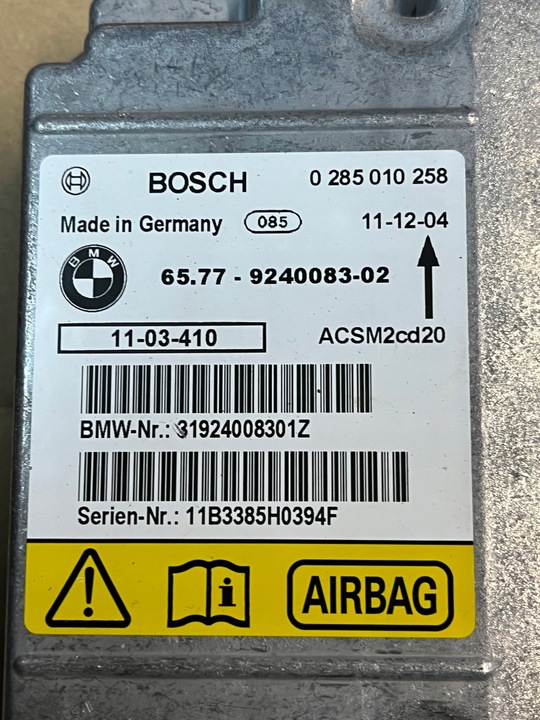 BOSCH 0 285 010 258
Made in Germany 085 11-12-04
BMW 65.77 - 9240083-02
11-03-410 ACSM2cd20
BMW-Nr.: 31924008301Z
Serien-Nr.: 11B3385H0394F
AIRBAG